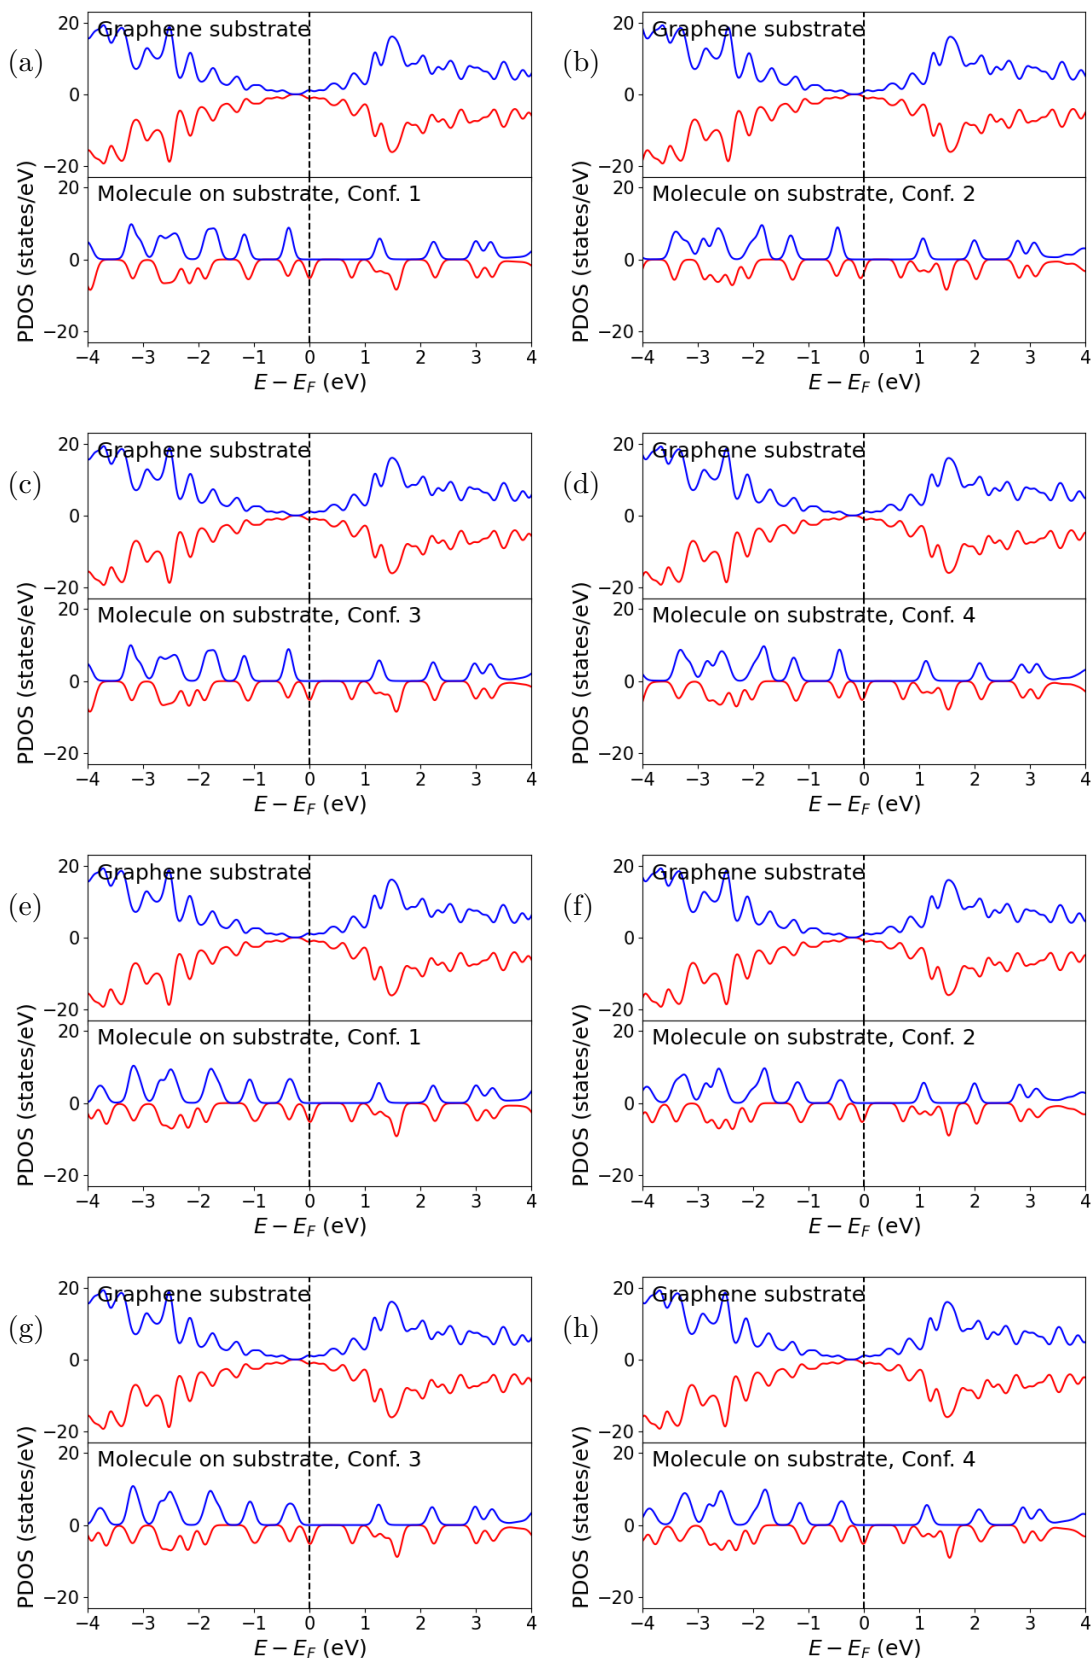 (a)
Graphene substrate
20
0
−20
Molecule on substrate, Conf. 1
20
0
−20
PDOS (states/eV)
−4 −3 −2 −1 0 1 2 3 4
E − E_F (eV)
(b)
Graphene substrate
20
0
−20
Molecule on substrate, Conf. 2
20
0
−20
PDOS (states/eV)
−4 −3 −2 −1 0 1 2 3 4
E − E_F (eV)
(c)
Graphene substrate
20
0
−20
Molecule on substrate, Conf. 3
20
0
−20
PDOS (states/eV)
−4 −3 −2 −1 0 1 2 3 4
E − E_F (eV)
(d)
Graphene substrate
20
0
−20
Molecule on substrate, Conf. 4
20
0
−20
PDOS (states/eV)
−4 −3 −2 −1 0 1 2 3 4
E − E_F (eV)
(e)
Graphene substrate
20
0
−20
Molecule on substrate, Conf. 1
20
0
−20
PDOS (states/eV)
−4 −3 −2 −1 0 1 2 3 4
E − E_F (eV)
(f)
Graphene substrate
20
0
−20
Molecule on substrate, Conf. 2
20
0
−20
PDOS (states/eV)
−4 −3 −2 −1 0 1 2 3 4
E − E_F (eV)
(g)
Graphene substrate
20
0
−20
Molecule on substrate, Conf. 3
20
0
−20
PDOS (states/eV)
−4 −3 −2 −1 0 1 2 3 4
E − E_F (eV)
(h)
Graphene substrate
20
0
−20
Molecule on substrate, Conf. 4
20
0
−20
PDOS (states/eV)
−4 −3 −2 −1 0 1 2 3 4
E − E_F (eV)